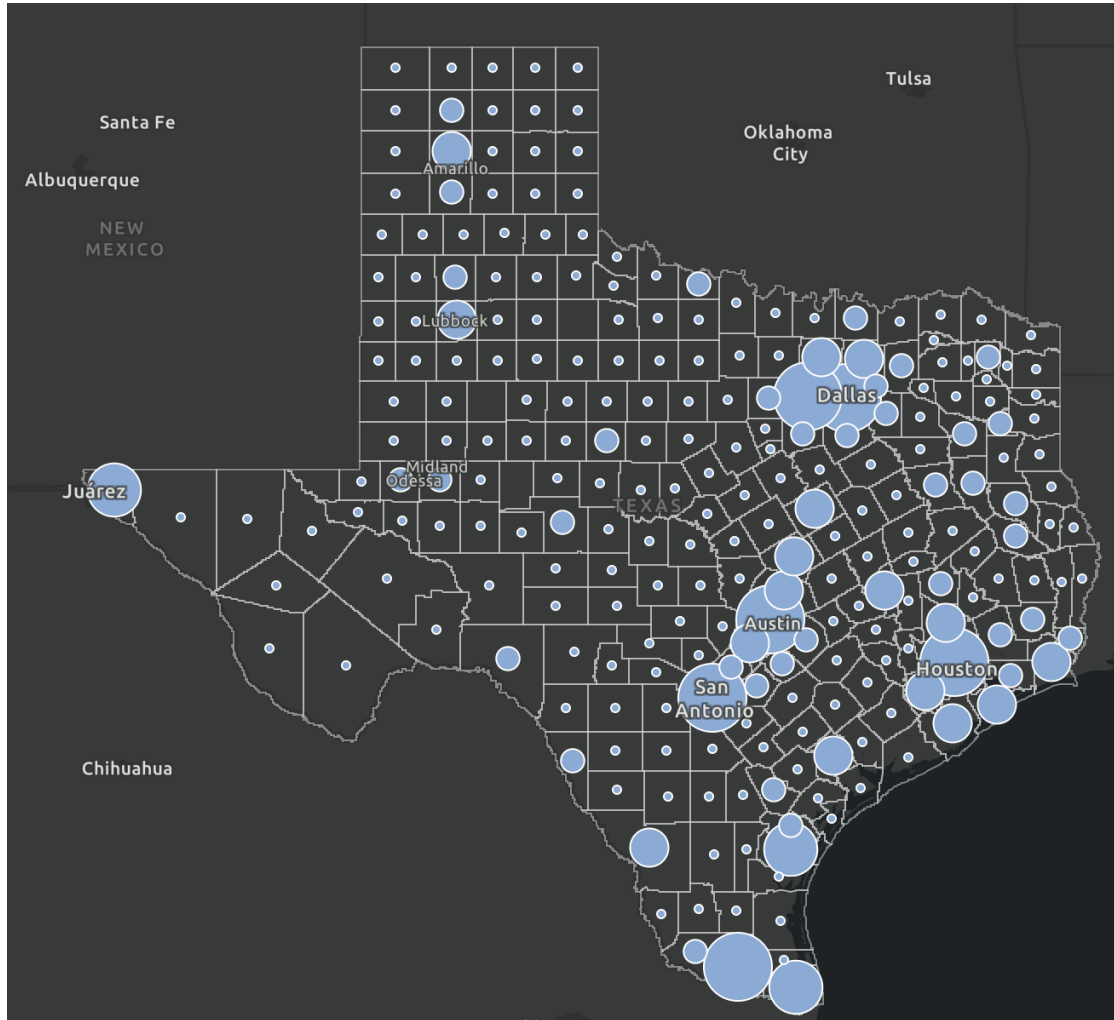 Tulsa
Santa Fe
Oklahoma
City
Amarillo
Albuquerque
NEW
MEXICO
Lubbock
Dallas
Midland
Odessa
Juárez
TEXAS
Austin
Houston
San
Antonio
Chihuahua